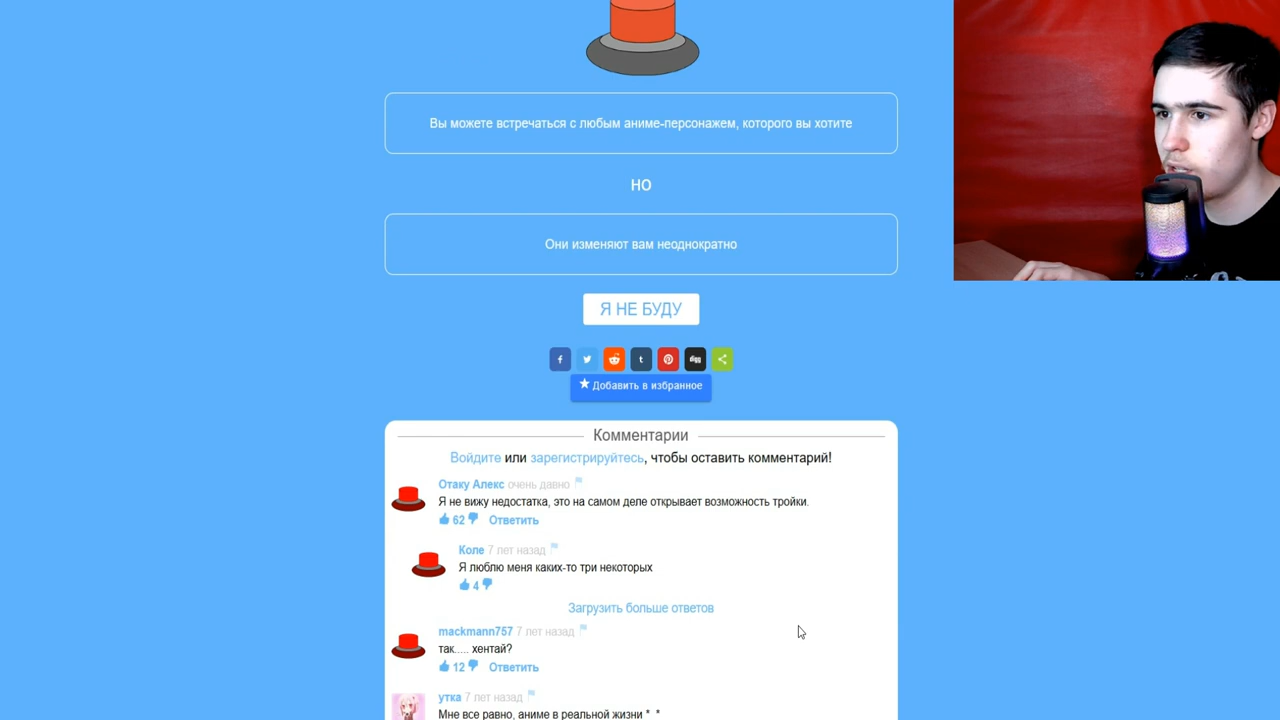 Вы можете встречаться с любым аниме-персонажем, которого вы хотите
НО
Они изменяют вам неоднократно
Я НЕ БУДУ
f t digg
Добавить в избранное
Комментарии
Войдите или зарегистрируйтесь, чтобы оставить комментарий!
Отаку Алекс очень давно
Я не вижу недостатка, это на самом деле открывает возможность тройки.
62 Ответить
Коле 7 лет назад
Я люблю меня каких-то три некоторых
4
Загрузить больше ответов
mackmann757 7 лет назад
так..... хентай?
12 Ответить
утка 7 лет назад
Мне все равно, аниме в реальной жизни * *